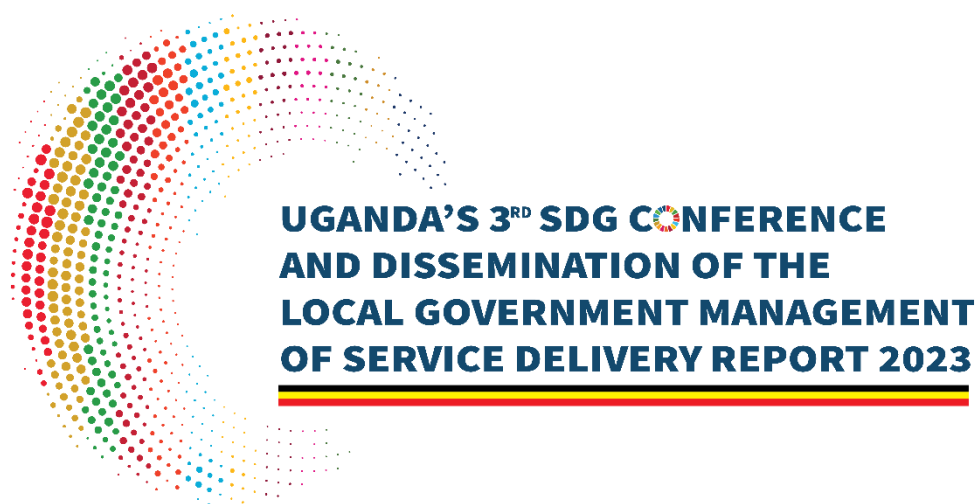 UGANDA’S 3RD SDG CONFERENCE
AND DISSEMINATION OF THE
LOCAL GOVERNMENT MANAGEMENT
OF SERVICE DELIVERY REPORT 2023